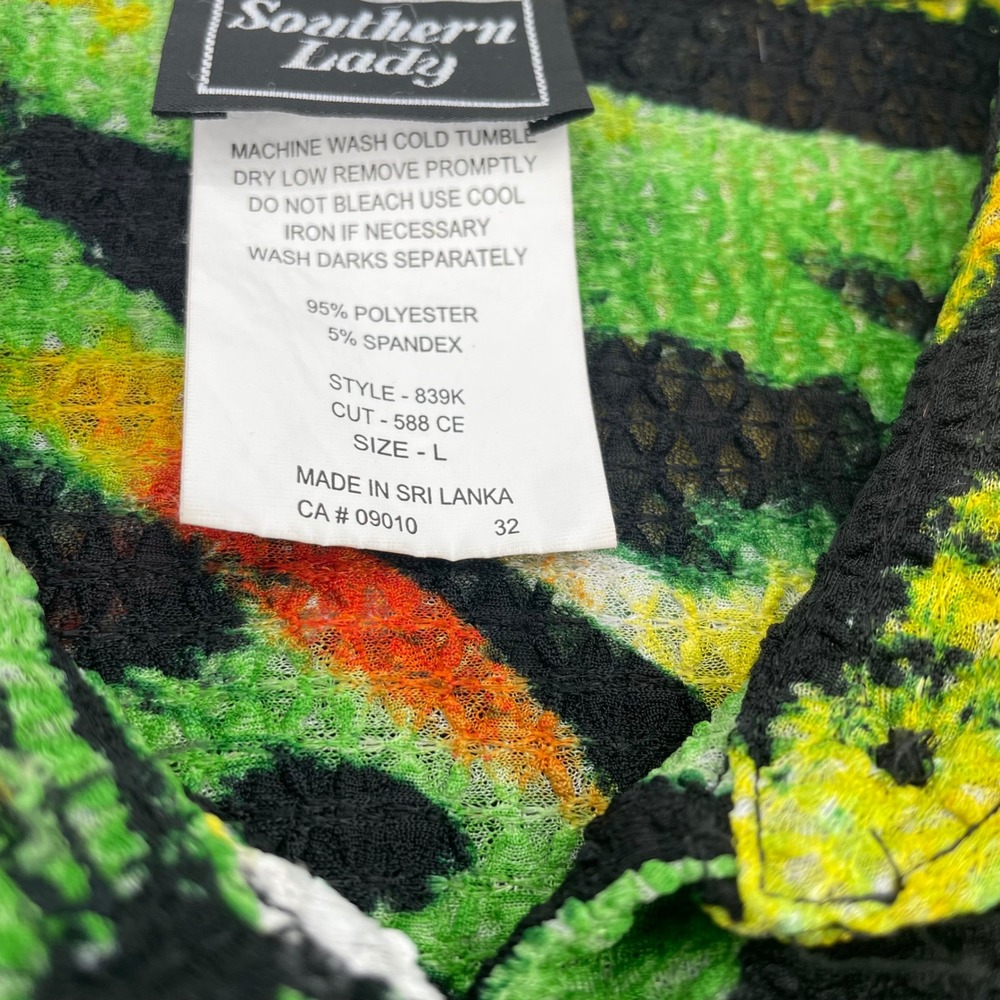 Southern
Lady
MACHINE WASH COLD TUMBLE
DRY LOW REMOVE PROMPTLY
DO NOT BLEACH USE COOL
IRON IF NECESSARY
WASH DARKS SEPARATELY
95% POLYESTER
5% SPANDEX
STYLE - 839K
CUT - 588 CE
SIZE - L
MADE IN SRI LANKA
CA # 09010 32